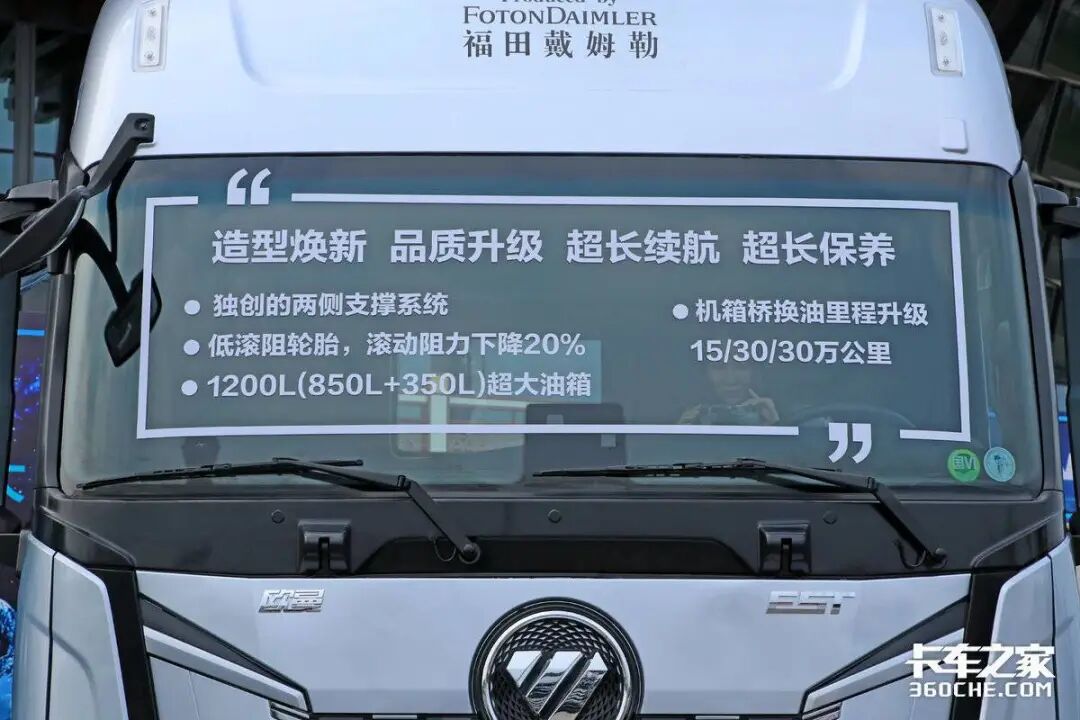 Produced by
FOTONDAIMLER
福田戴姆勒
造型焕新 品质升级 超长续航 超长保养
● 独创的两侧支撑系统
● 低滚阻轮胎，滚动阻力下降20%
● 1200L(850L+350L)超大油箱
● 机箱桥换油里程升级
15/30/30万公里
国VI
欧曼
EST
卡车之家
360CHE.COM